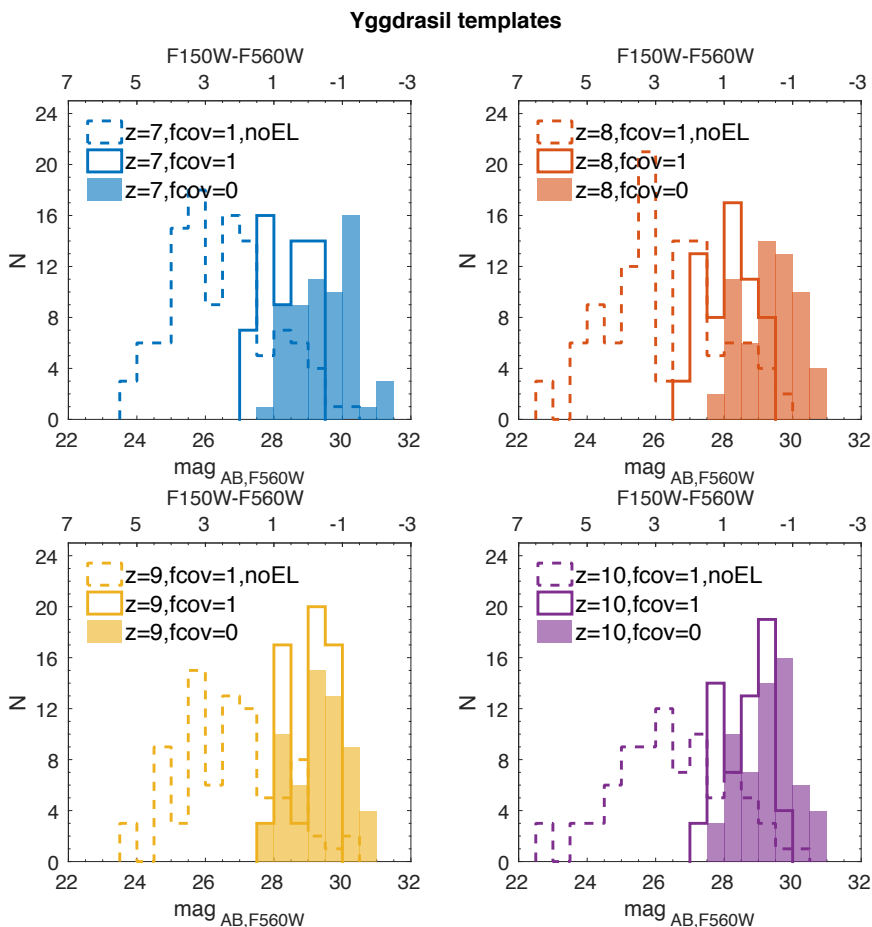 Yggdrasil templates
F150W-F560W
7 5 3 1 -1 -3
24
20
16
12
8
4
0
N
z=7,fcov=1,noEL
z=7,fcov=1
z=7,fcov=0
22 24 26 28 30 32
mag AB,F560W
F150W-F560W
7 5 3 1 -1 -3
24
20
16
12
8
4
0
N
z=8,fcov=1,noEL
z=8,fcov=1
z=8,fcov=0
22 24 26 28 30 32
mag AB,F560W
F150W-F560W
7 5 3 1 -1 -3
24
20
16
12
8
4
0
N
z=9,fcov=1,noEL
z=9,fcov=1
z=9,fcov=0
22 24 26 28 30 32
mag AB,F560W
F150W-F560W
7 5 3 1 -1 -3
24
20
16
12
8
4
0
N
z=10,fcov=1,noEL
z=10,fcov=1
z=10,fcov=0
22 24 26 28 30 32
mag AB,F560W